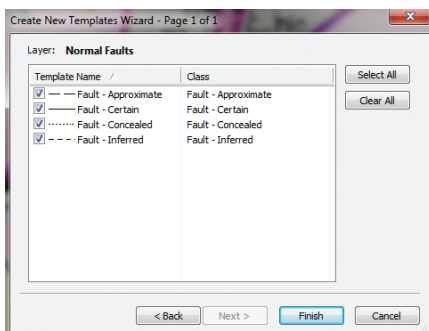 Create New Templates Wizard - Page 1 of 1
Layer: Normal Faults
Template Name / Class
Fault - Approximate Fault - Approximate
Fault - Certain Fault - Certain
Fault - Concealed Fault - Concealed
Fault - Inferred Fault - Inferred
Select All
Clear All
< Back Next > Finish Cancel